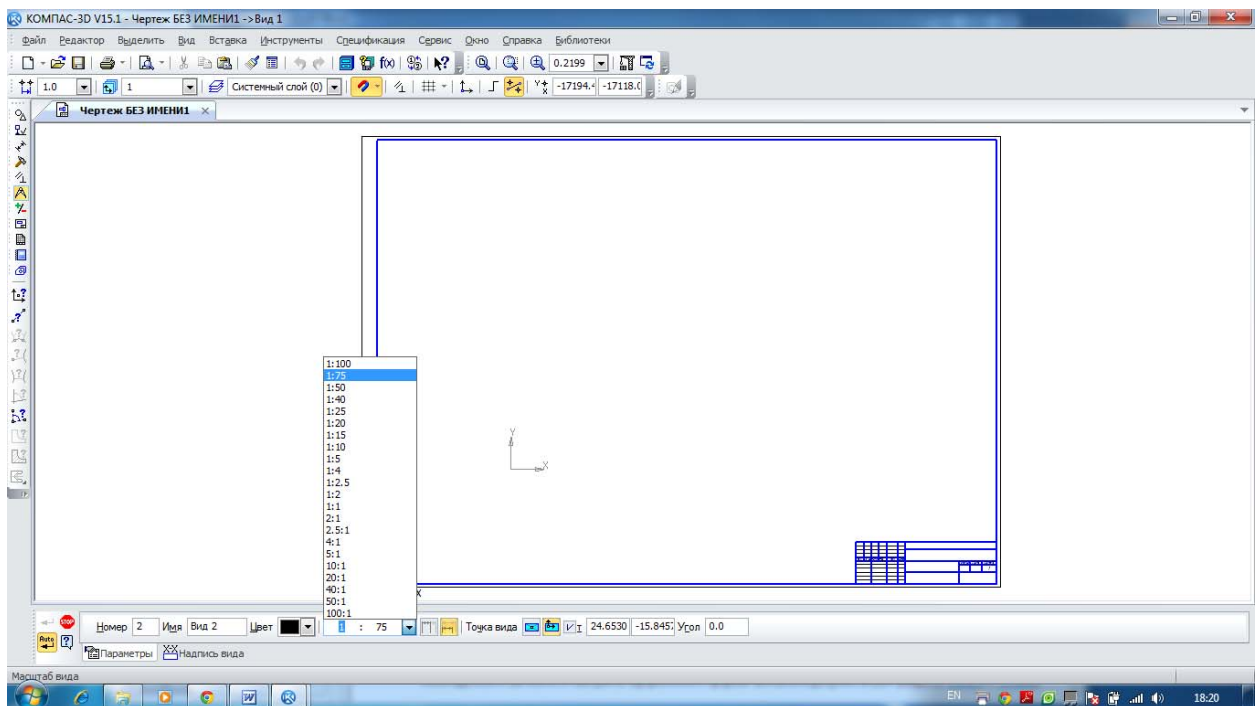 КОМПАС-3D V15.1 - Чертеж БЕЗ ИМЕНИ1 ->Вид 1
Файл Редактор Выделить Вид Вставка Инструменты Спецификация Сервис Окно Справка Библиотеки
0.2199
1.0 1 Системный слой (0) -17194.4 -17118.0
Чертеж БЕЗ ИМЕНИ1
1:100
1:75
1:50
1:40
1:25
1:20
1:15
1:10
1:5
1:4
1:2.5
1:2
1:1
2:1
2.5:1
4:1
5:1
10:1
20:1
40:1
50:1
100:1
Y
X
X
Номер 2 Имя Вид 2 Цвет 1 : 75 Точка вида 24.6530 -15.845 Угол 0.0
Параметры Надпись вида
Масштаб вида
EN 18:20